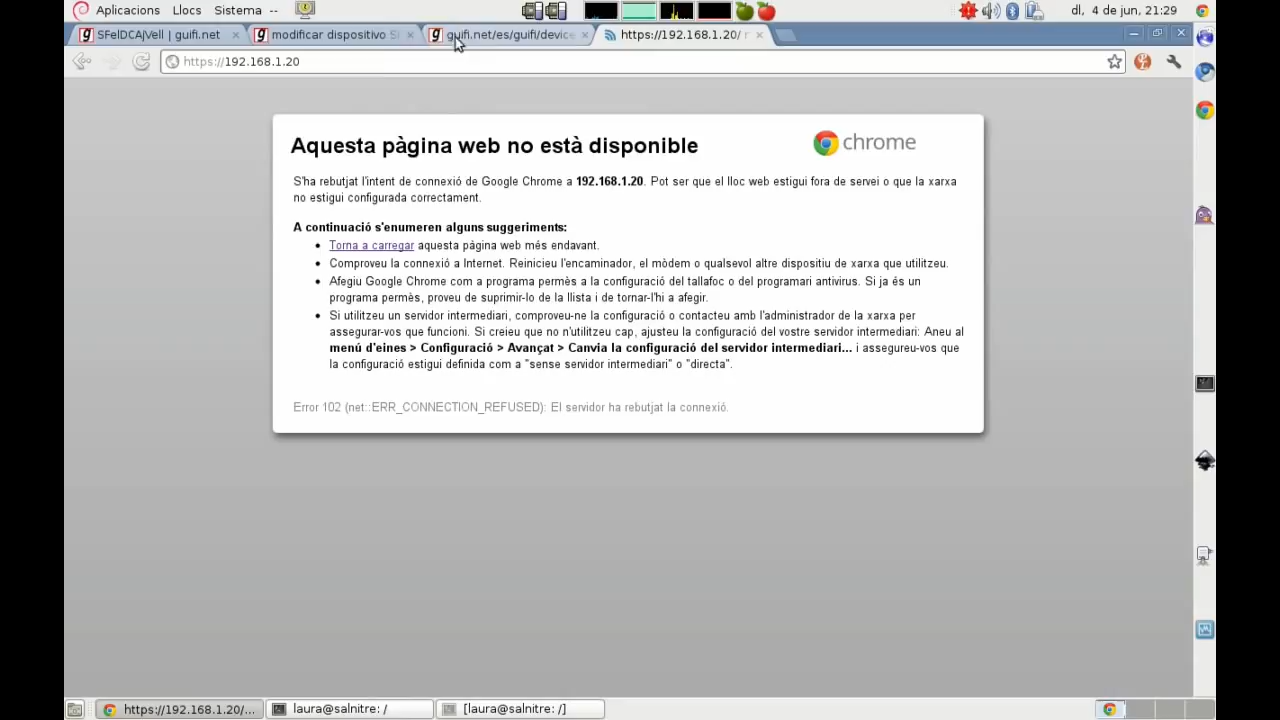 Aplicacions Llocs Sistema -- dl, 4 de jun, 21:29
SFeIDCAJVell | guifi.net modificar dispositivo guifi.net/es/guifi/device https://192.168.1.20/
https://192.168.1.20
Aquesta pàgina web no està disponible
chrome
S'ha rebutjat l'intent de connexió de Google Chrome a 192.168.1.20. Pot ser que el lloc web estigui fora de servei o que la xarxa
no estigui configurada correctament.
A continuació s'enumeren alguns suggeriments:
• Torna a carregar aquesta pàgina web més endavant.
• Comproveu la connexió a Internet. Reinicieu l'encaminador, el mòdem o qualsevol altre dispositiu de xarxa que utilitzeu.
• Afegiu Google Chrome com a programa permès a la configuració del tallafoc o del programari antivirus. Si ja és un
programa permès, proveu de suprimir-lo de la llista i de tornar-l'hi a afegir.
• Si utilitzeu un servidor intermediari, comproveu-ne la configuració o contacteu amb l'administrador de la xarxa per
assegurar-vos que funcioni. Si creieu que no n'utilitzeu cap, ajusteu la configuració del vostre servidor intermediari: Aneu al
menú d'eines > Configuració > Avançat > Canvia la configuració del servidor intermediari... i assegureu-vos que
la configuració estigui definida com a "sense servidor intermediari" o "directa".
Error 102 (net::ERR_CONNECTION_REFUSED): El servidor ha rebutjat la connexió.
https://192.168.1.20/... laura@salnitre: / [laura@salnitre: /]